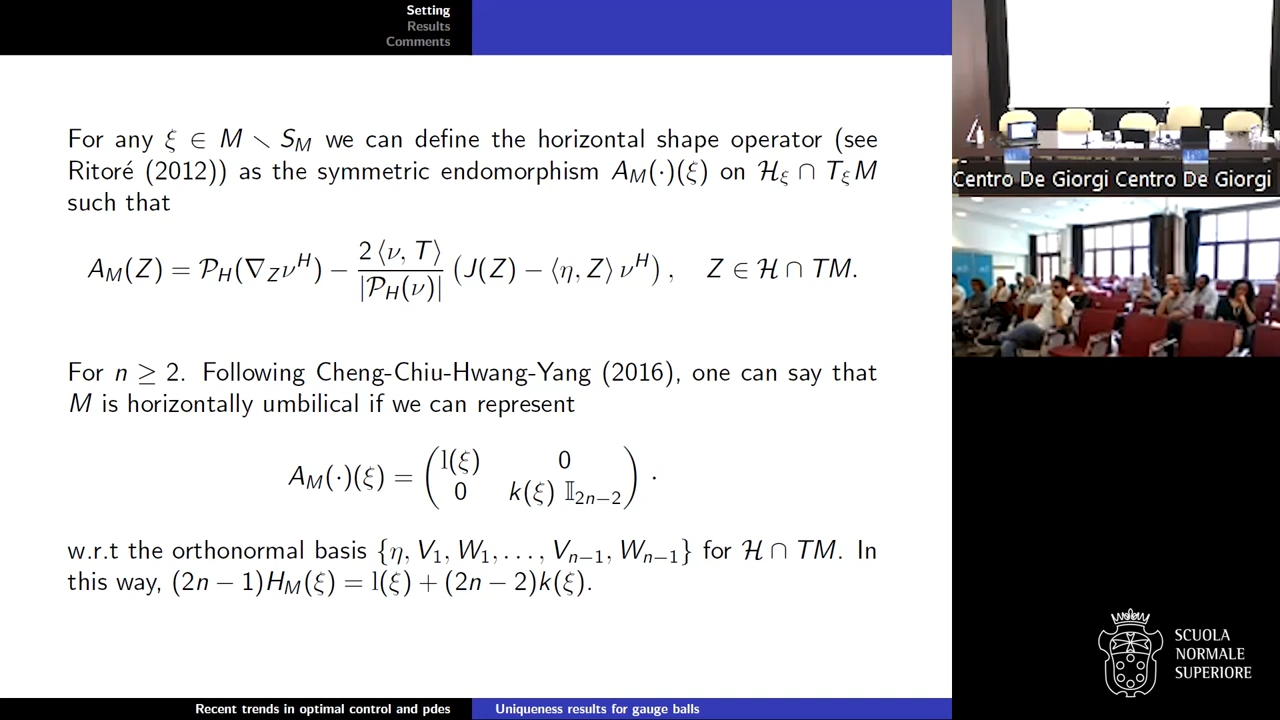 Setting
Results
Comments
For any ξ ∈ M ∖ S_M we can define the horizontal shape operator (see
Ritoré (2012)) as the symmetric endomorphism A_M(·)(ξ) on ℋ_ξ ∩ T_ξM
such that
A_M(Z) = 𝒫_H(∇_Z ν^H) − 2⟨ν, T⟩ / |𝒫_H(ν)| (J(Z) − ⟨η, Z⟩ ν^H), Z ∈ ℋ ∩ TM.
For n ≥ 2. Following Cheng-Chiu-Hwang-Yang (2016), one can say that
M is horizontally umbilical if we can represent
A_M(·)(ξ) = ( l(ξ) 0
0 k(ξ) 𝕀_{2n−2} ) .
w.r.t the orthonormal basis {η, V_1, W_1, . . . , V_{n−1}, W_{n−1}} for ℋ ∩ TM. In
this way, (2n − 1)H_M(ξ) = l(ξ) + (2n − 2)k(ξ).
Recent trends in optimal control and pdes
Uniqueness results for gauge balls
Centro De Giorgi Centro De Giorgi
SCUOLA
NORMALE
SUPERIORE